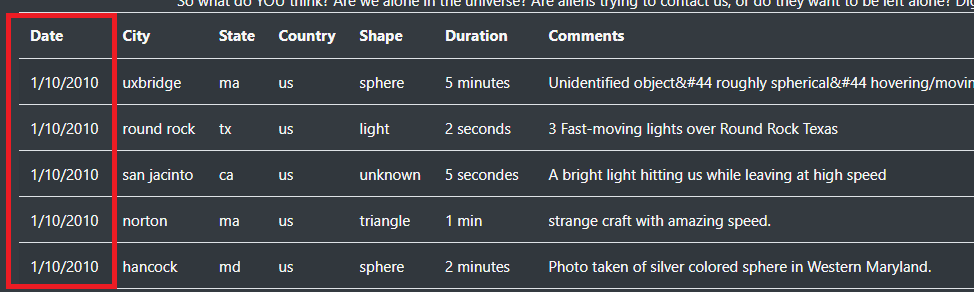 So what do YOU think? Are we alone in the universe? Are aliens trying to contact us, or do they want to be left alone?
Date City State Country Shape Duration Comments
1/10/2010 uxbridge ma us sphere 5 minutes Unidentified object&#44 roughly spherical&#44 hovering/movin
1/10/2010 round rock tx us light 2 seconds 3 Fast-moving lights over Round Rock Texas
1/10/2010 san jacinto ca us unknown 5 secondes A bright light hitting us while leaving at high speed
1/10/2010 norton ma us triangle 1 min strange craft with amazing speed.
1/10/2010 hancock md us sphere 2 minutes Photo taken of silver colored sphere in Western Maryland.